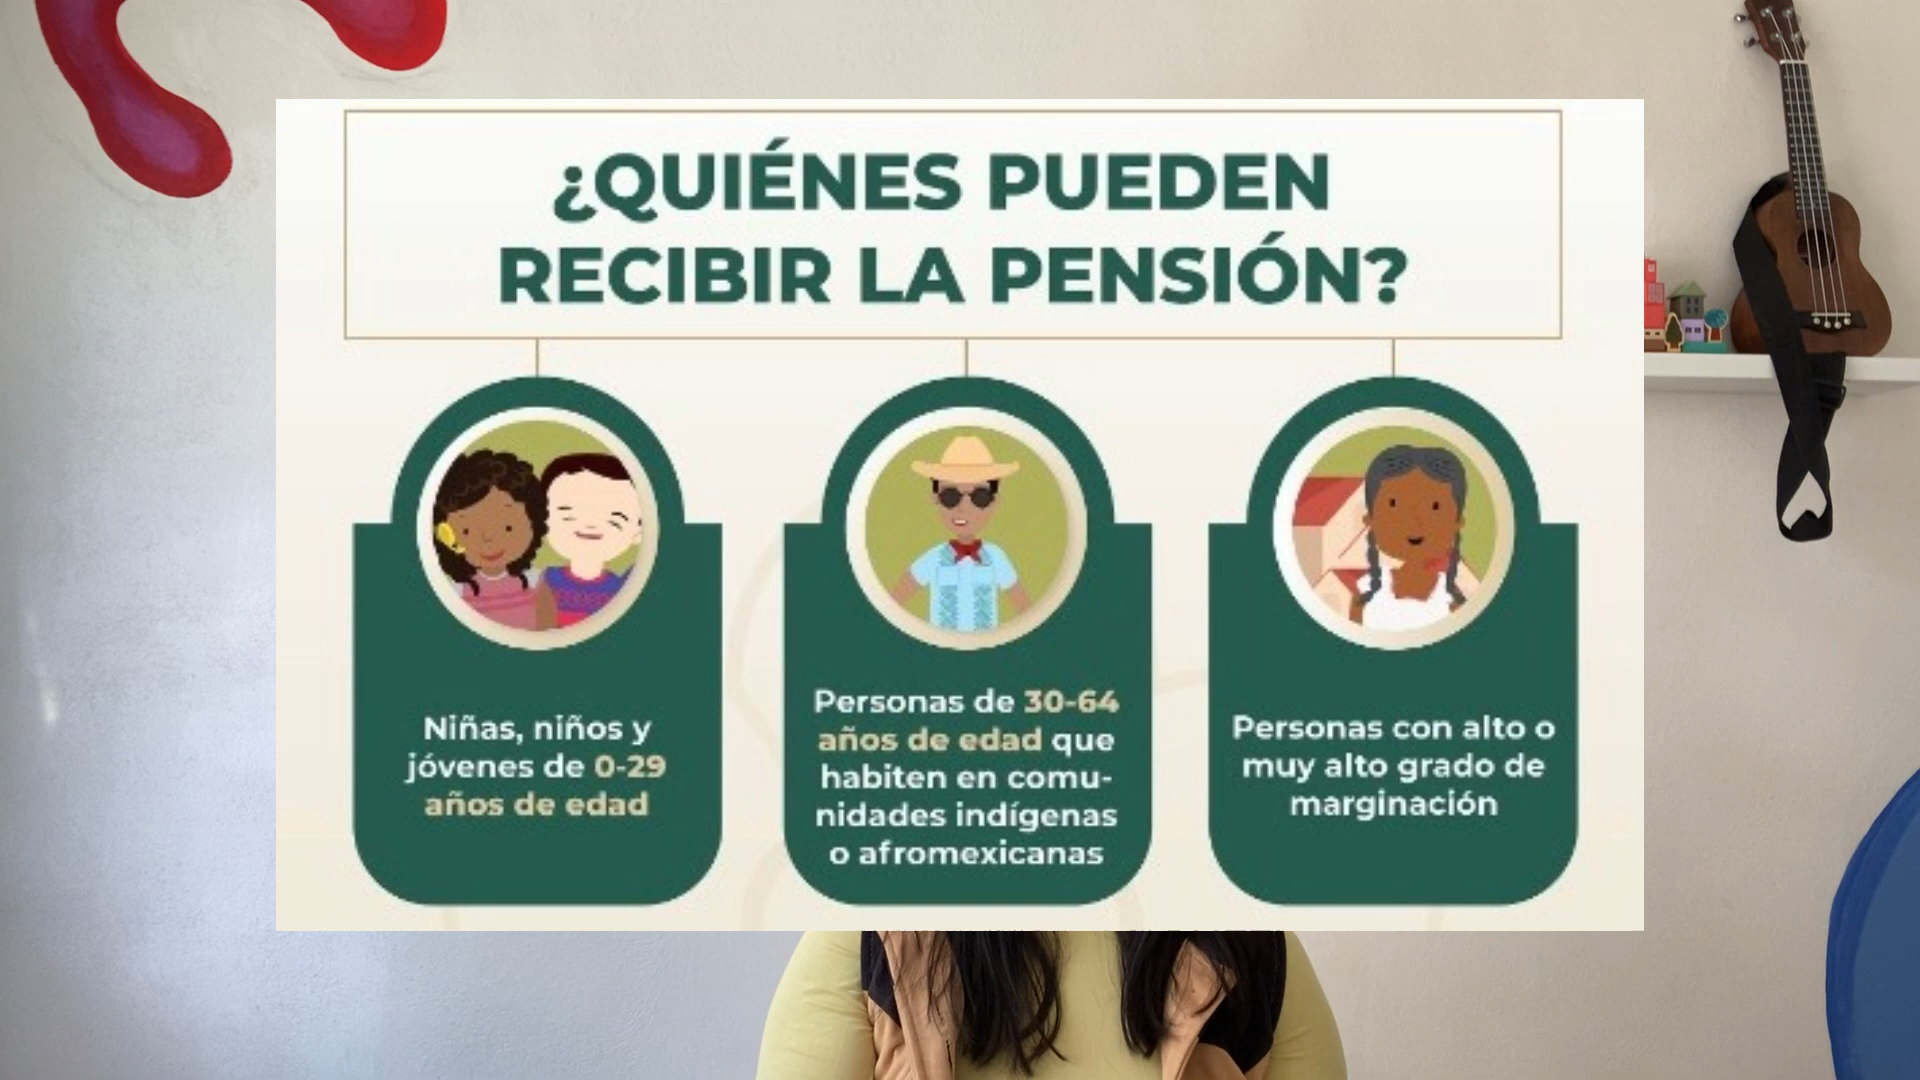 ¿QUIÉNES PUEDEN
RECIBIR LA PENSIÓN?
Niñas, niños y
jóvenes de 0-29
años de edad
Personas de 30-64
años de edad que
habiten en comu-
nidades indígenas
o afromexicanas
Personas con alto o
muy alto grado de
marginación